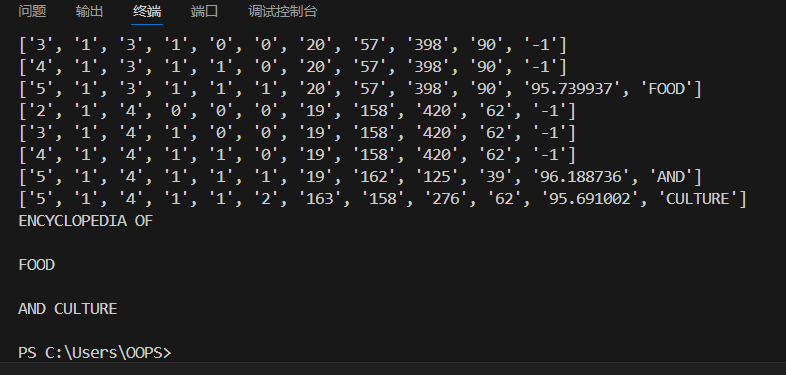 问题 输出 终端 端口 调试控制台
['3', '1', '3', '1', '0', '0', '20', '57', '398', '90', '-1']
['4', '1', '3', '1', '1', '0', '20', '57', '398', '90', '-1']
['5', '1', '3', '1', '1', '1', '20', '57', '398', '90', '95.739937', 'FOOD']
['2', '1', '4', '0', '0', '0', '19', '158', '420', '62', '-1']
['3', '1', '4', '1', '0', '0', '19', '158', '420', '62', '-1']
['4', '1', '4', '1', '1', '0', '19', '158', '420', '62', '-1']
['5', '1', '4', '1', '1', '1', '19', '162', '125', '39', '96.188736', 'AND']
['5', '1', '4', '1', '1', '2', '163', '158', '276', '62', '95.691002', 'CULTURE']
ENCYCLOPEDIA OF
FOOD
AND CULTURE
PS C:\Users\OOPS>